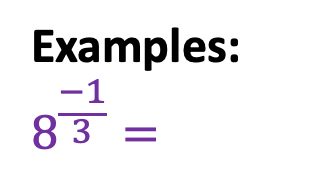 Examples:
8^(-1/3) =